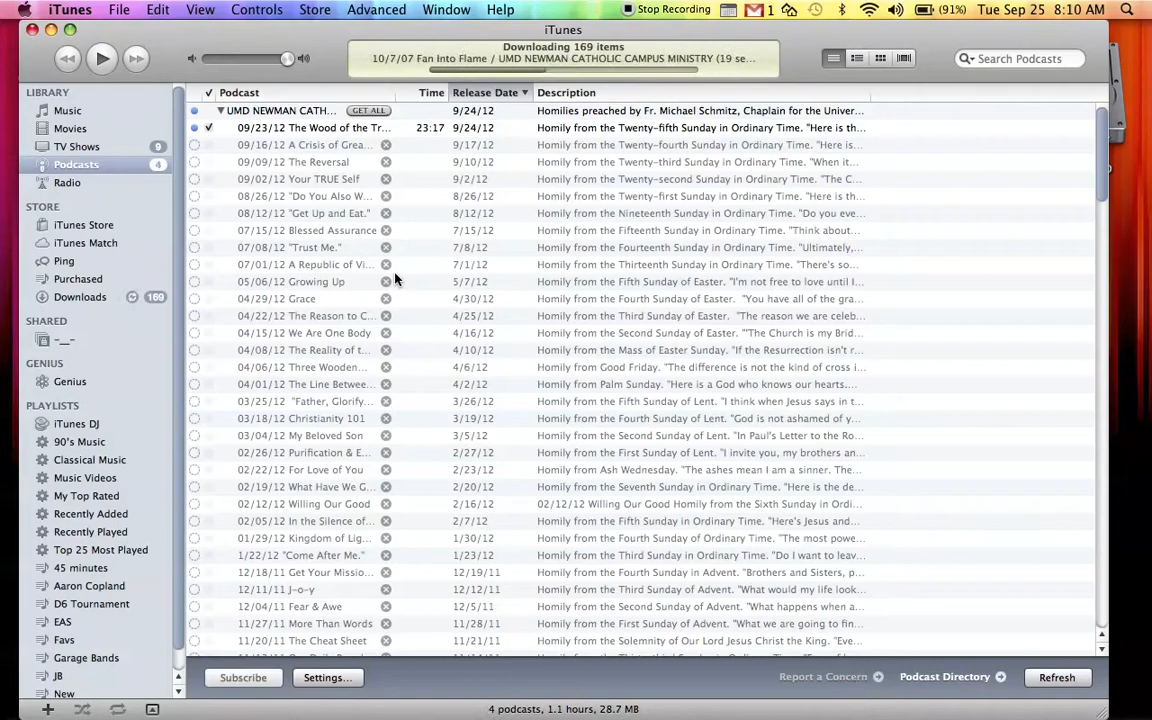 iTunes File Edit View Controls Store Advanced Window Help Stop Recording 1 (91%) Tue Sep 25 8:10 AM
iTunes
Downloading 169 items
10/7/07 Fan Into Flame / UMD NEWMAN CATHOLIC CAMPUS MINISTRY (19 se...
Search Podcasts
LIBRARY
Music
Movies
TV Shows 9
Podcasts 4
Radio
STORE
iTunes Store
iTunes Match
Ping
Purchased
Downloads 169
SHARED
-__-
GENIUS
Genius
PLAYLISTS
iTunes DJ
90's Music
Classical Music
Music Videos
My Top Rated
Recently Added
Recently Played
Top 25 Most Played
45 minutes
Aaron Copland
D6 Tournament
EAS
Favs
Garage Bands
JB
New
Podcast Time Release Date Description
UMD NEWMAN CATH... GET ALL 9/24/12 Homilies preached by Fr. Michael Schmitz, Chaplain for the Univer...
09/23/12 The Wood of the Tr... 23:17 9/24/12 Homily from the Twenty-fifth Sunday in Ordinary Time. "Here is th...
09/16/12 A Crisis of Grea... 9/17/12 Homily from the Twenty-fourth Sunday in Ordinary Time. "Here is...
09/09/12 The Reversal 9/10/12 Homily from the Twenty-third Sunday in Ordinary Time. "When it...
09/02/12 Your TRUE Self 9/2/12 Homily from the Twenty-second Sunday in Ordinary Time. "The C...
08/26/12 "Do You Also W... 8/26/12 Homily from the Twenty-first Sunday in Ordinary Time. "Here is th...
08/12/12 "Get Up and Eat." 8/12/12 Homily from the Nineteenth Sunday in Ordinary Time. "Do you eve...
07/15/12 Blessed Assurance 7/15/12 Homily from the Fifteenth Sunday in Ordinary Time. "Think about...
07/08/12 "Trust Me." 7/8/12 Homily from the Fourteenth Sunday in Ordinary Time. "Ultimately,...
07/01/12 A Republic of Vi... 7/1/12 Homily from the Thirteenth Sunday in Ordinary Time. "There's so...
05/06/12 Growing Up 5/7/12 Homily from the Fifth Sunday of Easter. "I'm not free to love until I...
04/29/12 Grace 4/30/12 Homily from the Fourth Sunday of Easter. "You have all of the gra...
04/22/12 The Reason to C... 4/25/12 Homily from the Third Sunday of Easter. "The reason we are celeb...
04/15/12 We Are One Body 4/16/12 Homily from the Second Sunday of Easter. "'The Church is my Brid...
04/08/12 The Reality of t... 4/10/12 Homily from the Mass of Easter Sunday. "If the Resurrection isn't r...
04/06/12 Three Wooden... 4/6/12 Homily from Good Friday. "The difference is not the kind of cross i...
04/01/12 The Line Betwee... 4/2/12 Homily from Palm Sunday. "Here is a God who knows our hearts....
03/25/12 "Father, Glorify... 3/26/12 Homily from the Fifth Sunday of Lent. "I think when Jesus says in t...
03/18/12 Christianity 101 3/19/12 Homily from the Fourth Sunday of Lent. "God is not ashamed of y...
03/04/12 My Beloved Son 3/5/12 Homily from the Second Sunday of Lent. "In Paul's Letter to the Ro...
02/26/12 Purification & E... 2/27/12 Homily from the First Sunday of Lent. "I invite you, my brothers an...
02/22/12 For Love of You 2/23/12 Homily from Ash Wednesday. "The ashes mean I am a sinner. The...
02/19/12 What Have We G... 2/20/12 Homily from the Seventh Sunday in Ordinary Time. "Here is the de...
02/12/12 Willing Our Good 2/16/12 02/12/12 Willing Our Good Homily from the Sixth Sunday in Ordi...
02/05/12 In the Silence of... 2/7/12 Homily from the Fifth Sunday in Ordinary Time. "Here's Jesus and...
01/29/12 Kingdom of Lig... 1/30/12 Homily from the Fourth Sunday of Ordinary Time. "The most powe...
1/22/12 "Come After Me." 1/23/12 Homily from the Third Sunday in Ordinary Time. "Do I want to leav...
12/18/11 Get Your Missio... 12/19/11 Homily from the Fourth Sunday in Advent. "Brothers and Sisters, p...
12/11/11 J-o-y 12/12/11 Homily from the Third Sunday of Advent. "What would my life look...
12/04/11 Fear & Awe 12/5/11 Homily from the Second Sunday of Advent. "What happens when a...
11/27/11 More Than Words 11/28/11 Homily from the First Sunday of Advent. "What we are going to fin...
11/20/11 The Cheat Sheet 11/21/11 Homily from the Solemnity of Our Lord Jesus Christ the King. "Eve...
Subscribe Settings... Report a Concern Podcast Directory Refresh
4 podcasts, 1.1 hours, 28.7 MB